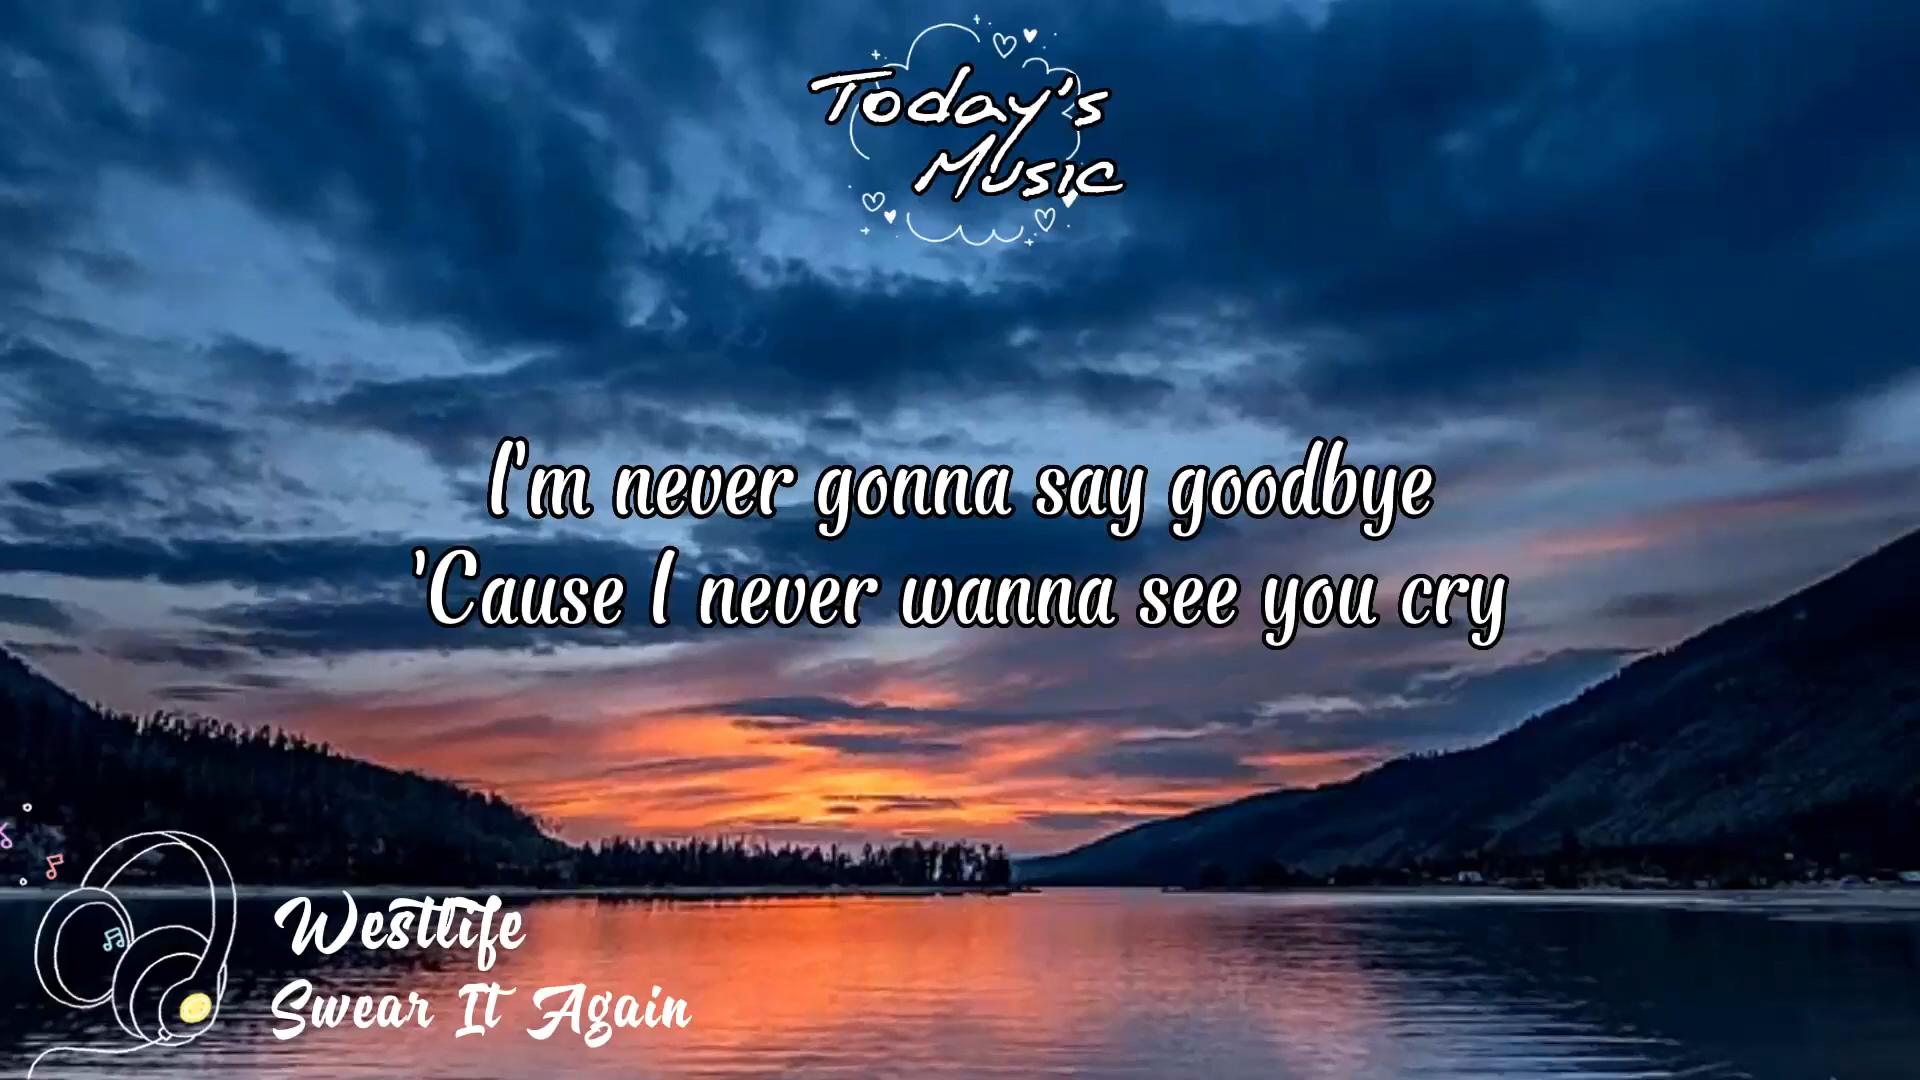 Today's
Music
I'm never gonna say goodbye
'Cause I never wanna see you cry
Westlife
Swear It Again